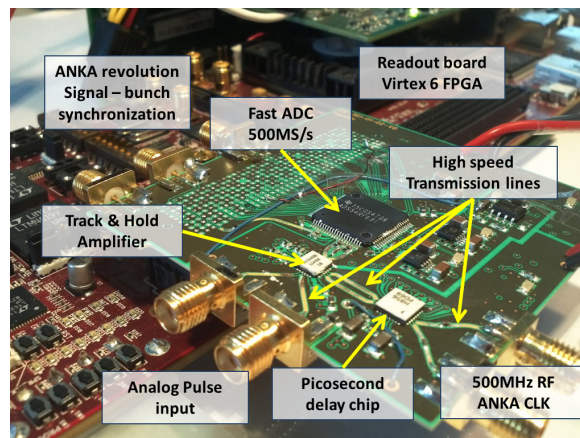 ANKA revolution
Signal – bunch
synchronization
Readout board
Virtex 6 FPGA
Fast ADC
500MS/s
High speed
Transmission lines
Track & Hold
Amplifier
Analog Pulse
input
Picosecond
delay chip
500MHz RF
ANKA CLK